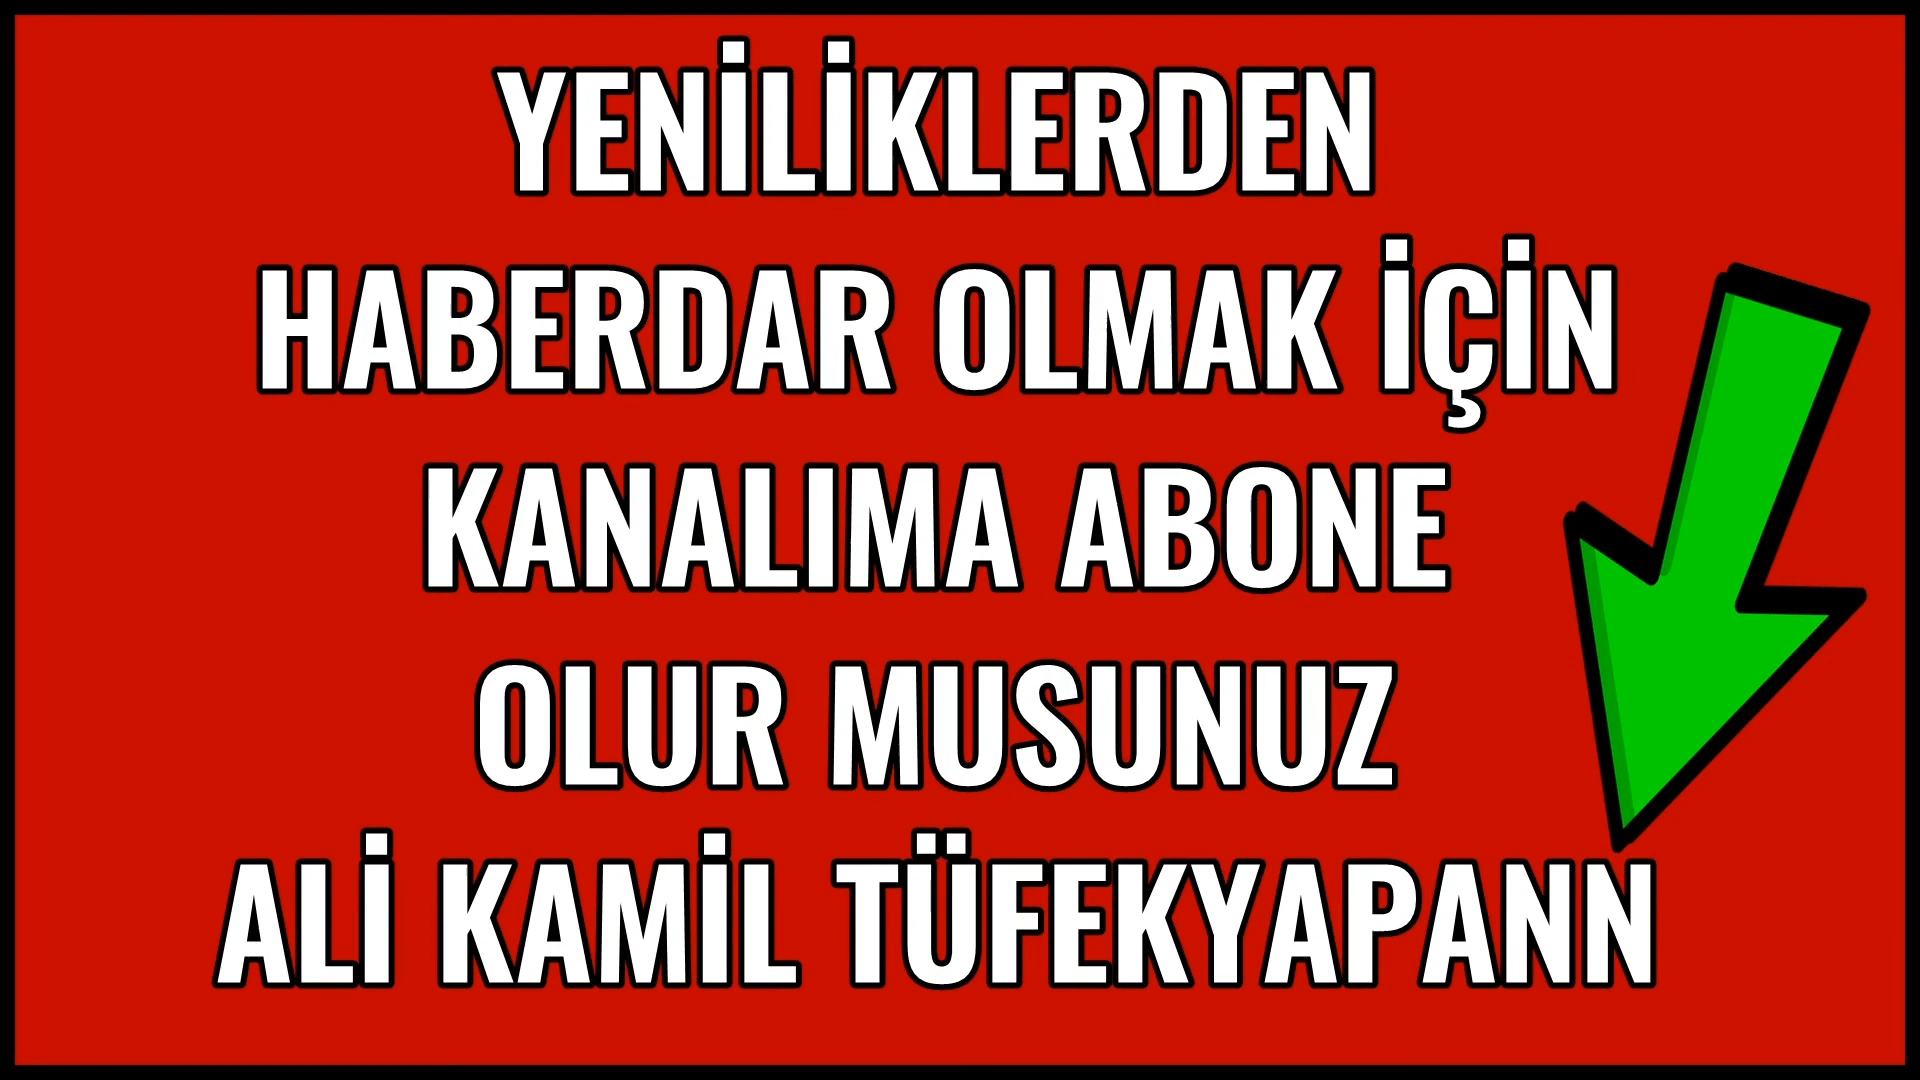 YENİLİKLERDEN
HABERDAR OLMAK İÇİN
KANALIMA ABONE
OLUR MUSUNUZ
ALİ KAMİL TÜFEKYAPANN